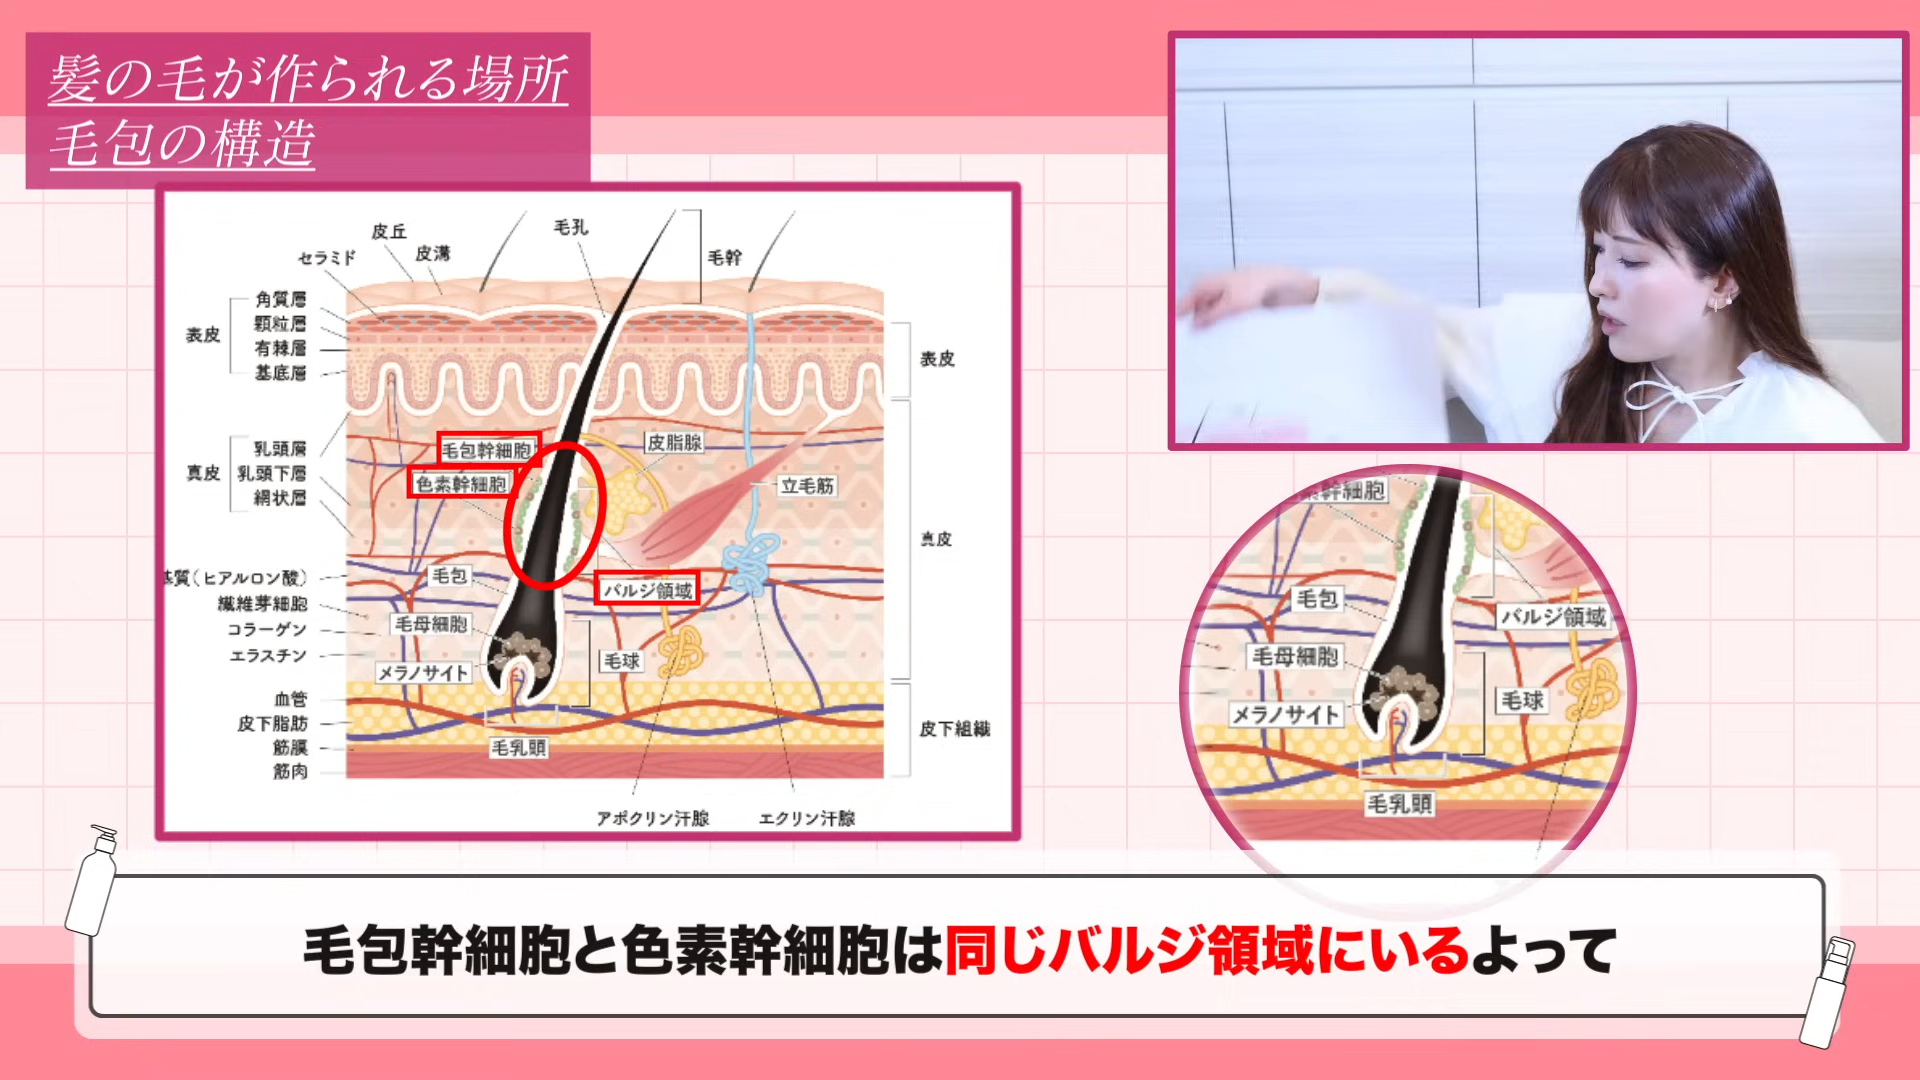 髪の毛が作られる場所
毛包の構造
皮丘
皮溝
セラミド
毛孔
毛幹
表皮
角質層
顆粒層
有棘層
基底層
表皮
真皮
乳頭層
乳頭下層
網状層
毛包幹細胞
色素幹細胞
皮脂腺
立毛筋
真皮
バルジ領域
基質(ヒアルロン酸)
繊維芽細胞
コラーゲン
エラスチン
毛包
毛母細胞
メラノサイト
毛球
毛乳頭
血管
皮下脂肪
筋膜
筋肉
皮下組織
アポクリン汗腺
エクリン汗腺
幹細胞
バルジ領域
毛包
毛母細胞
メラノサイト
毛球
毛乳頭
毛包幹細胞と色素幹細胞は同じバルジ領域にいるよって